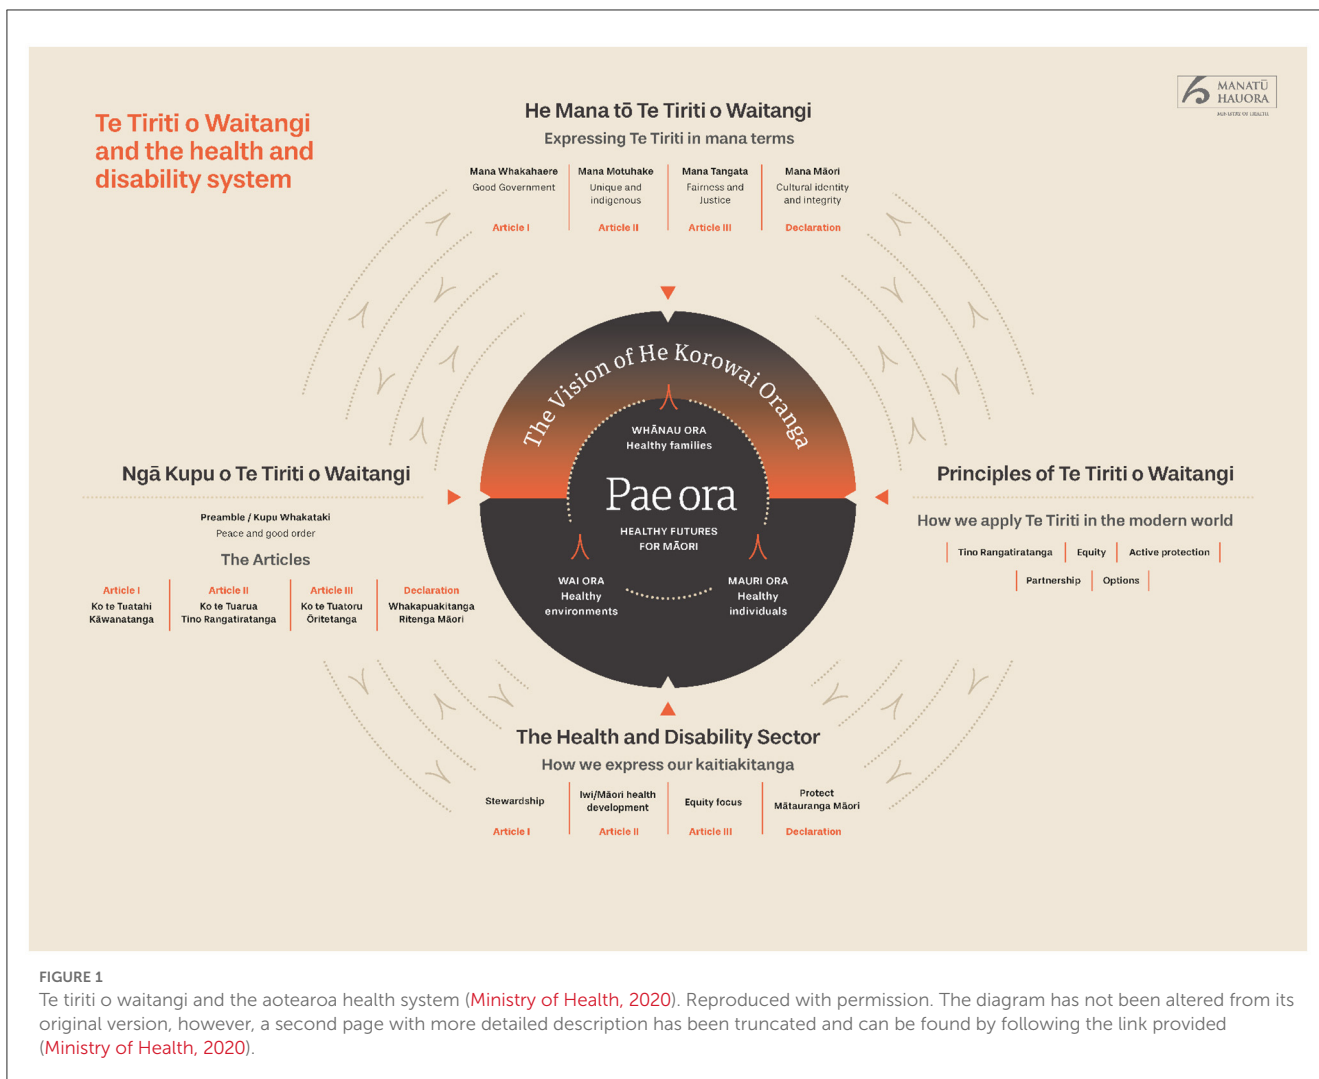 Te Tiriti o Waitangi
and the health and
disability system
MANATŪ
HAUORA
MINISTRY OF HEALTH
He Mana tō Te Tiriti o Waitangi
Expressing Te Tiriti in mana terms
Mana Whakahaere
Good Government
Article I
Mana Motuhake
Unique and
indigenous
Article II
Mana Tangata
Fairness and
Justice
Article III
Mana Māori
Cultural identity
and integrity
Declaration
The Vision of He Korowai Oranga
WHĀNAU ORA
Healthy families
Pae ora
HEALTHY FUTURES
FOR MĀORI
WAI ORA
Healthy
environments
MAURI ORA
Healthy
individuals
Ngā Kupu o Te Tiriti o Waitangi
Preamble / Kupu Whakataki
Peace and good order
The Articles
Article I
Ko te Tuatahi
Kāwanatanga
Article II
Ko te Tuarua
Tino Rangatiratanga
Article III
Ko te Tuatoru
Ōritetanga
Declaration
Whakapuakitanga
Ritenga Māori
Principles of Te Tiriti o Waitangi
How we apply Te Tiriti in the modern world
Tino Rangatiratanga
Equity
Active protection
Partnership
Options
The Health and Disability Sector
How we express our kaitiakitanga
Stewardship
Article I
Iwi/Māori health
development
Article II
Equity focus
Article III
Protect
Mātauranga Māori
Declaration
FIGURE 1
Te tiriti o waitangi and the aotearoa health system (Ministry of Health, 2020). Reproduced with permission. The diagram has not been altered from its
original version, however, a second page with more detailed description has been truncated and can be found by following the link provided
(Ministry of Health, 2020).